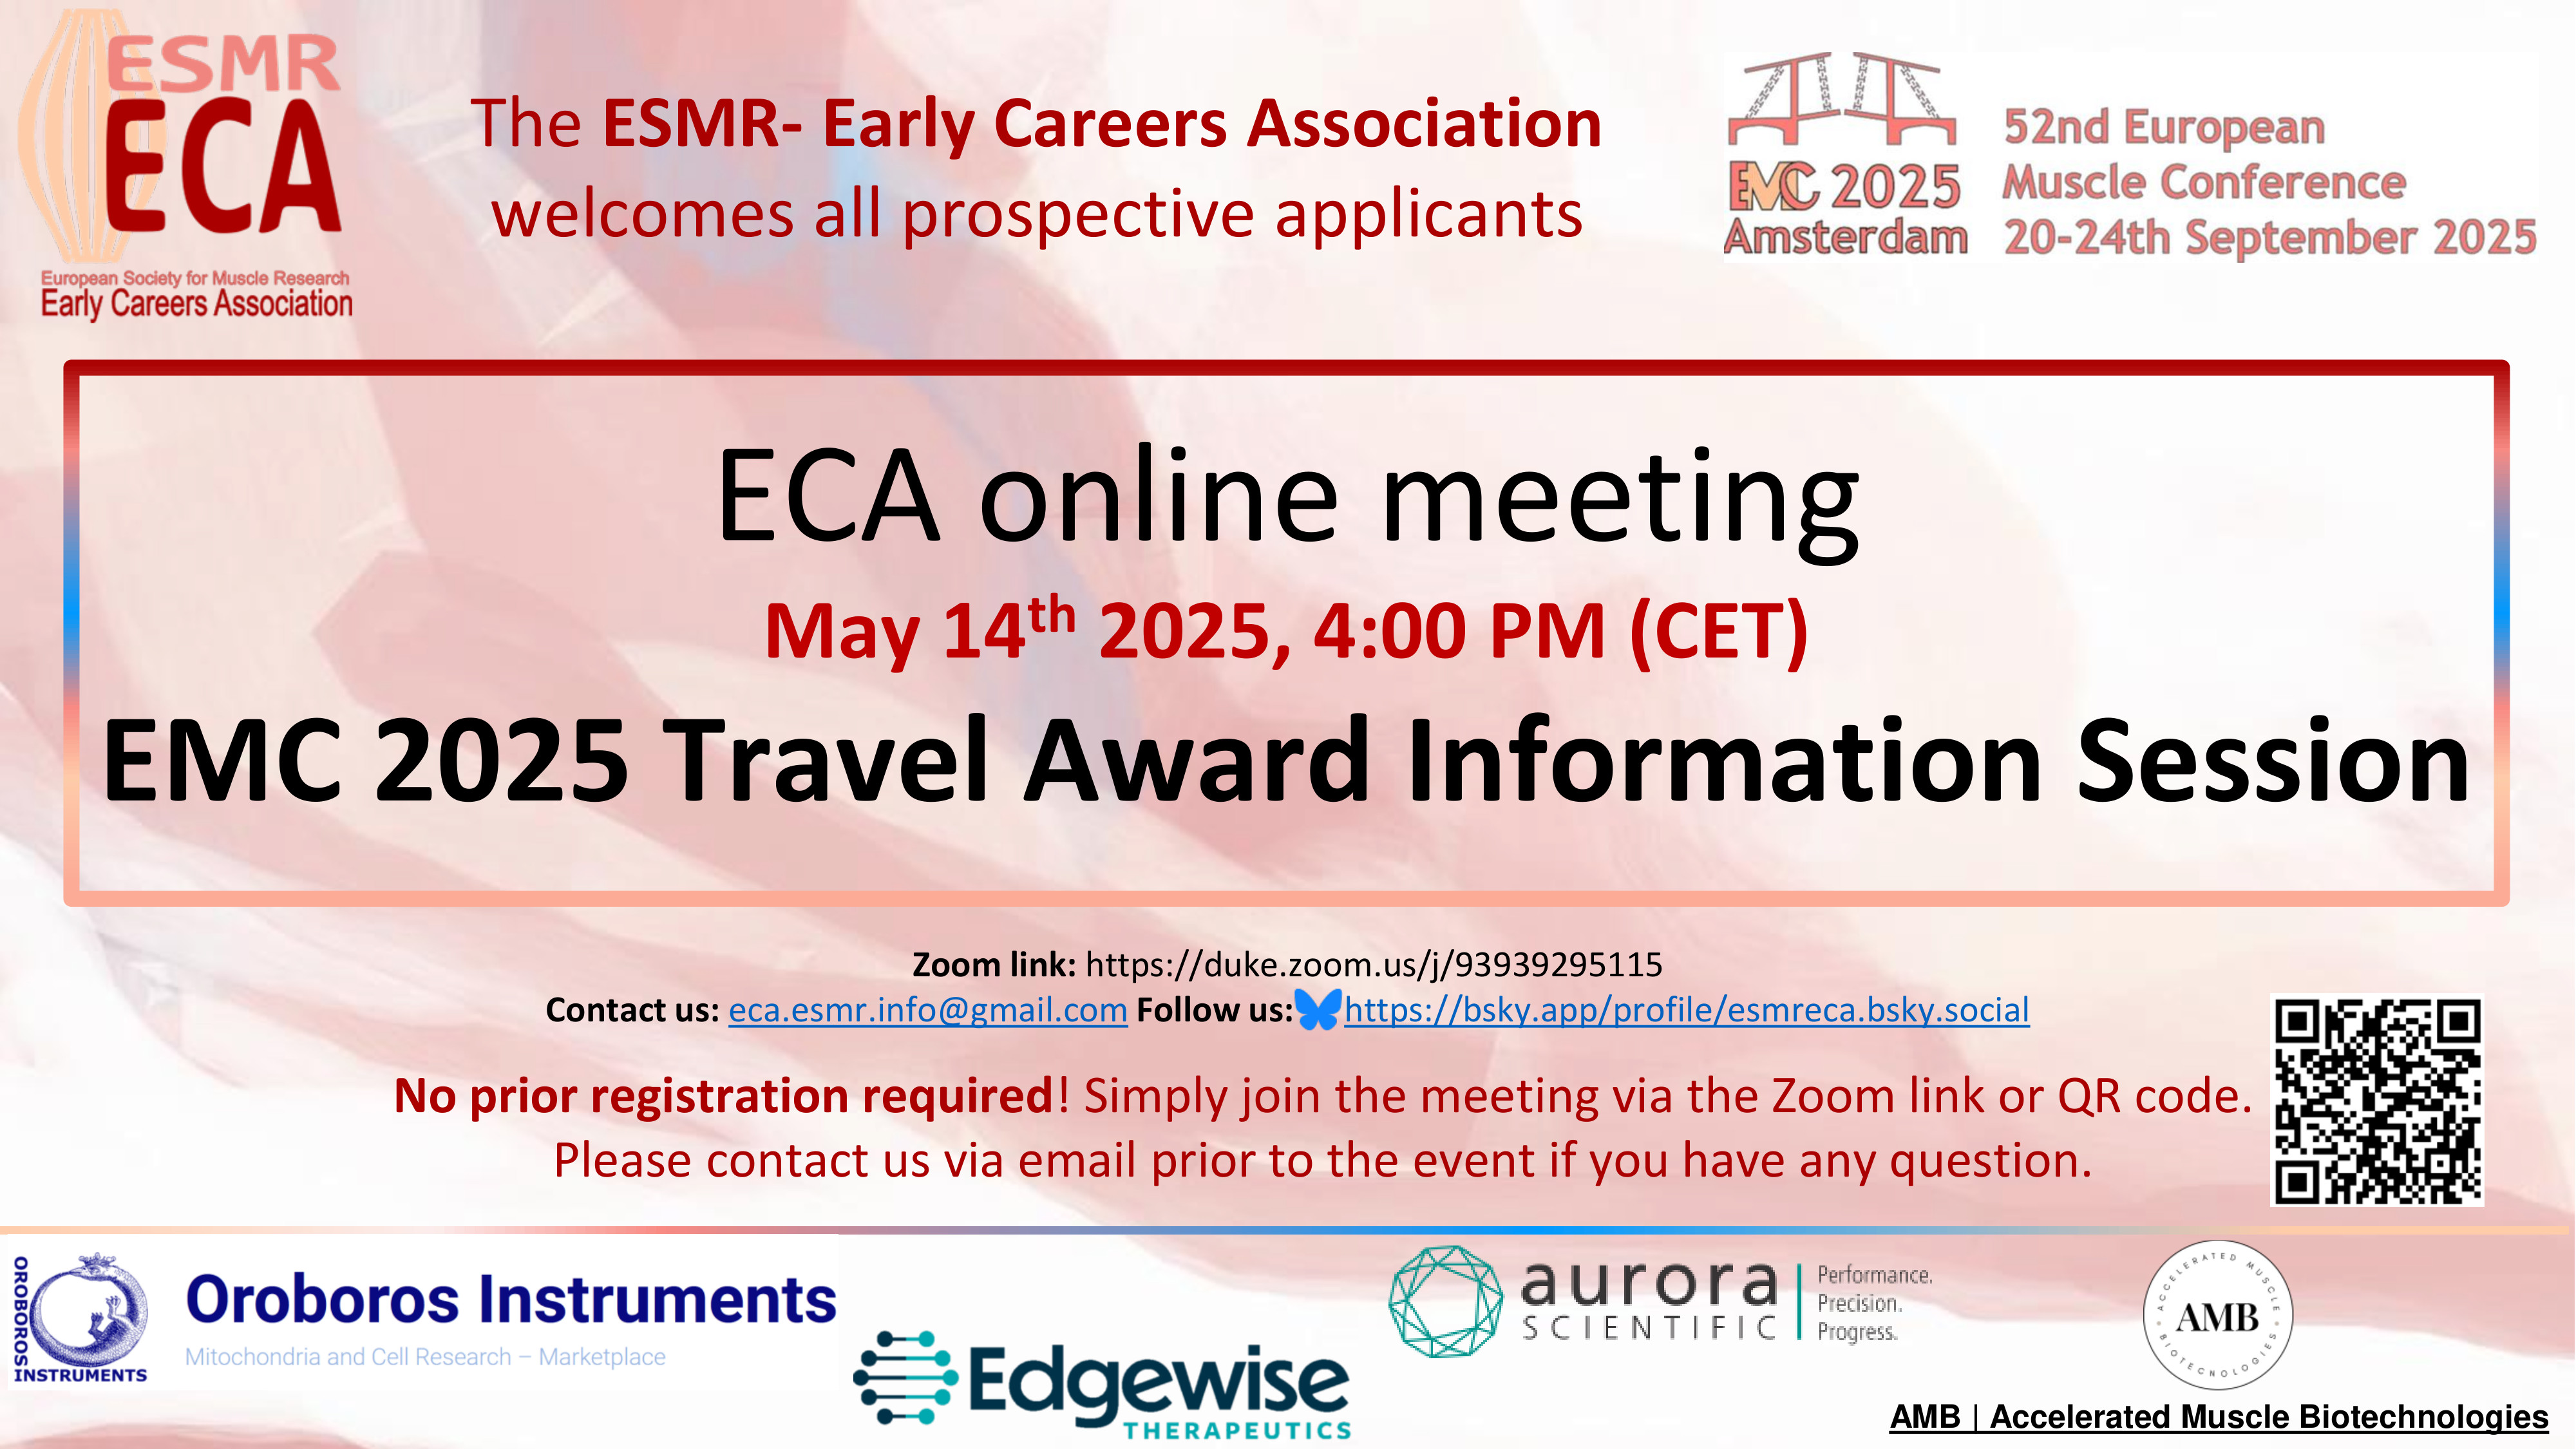 ESMR
ECA
European Society for Muscle Research
Early Careers Association
The ESMR- Early Careers Association
welcomes all prospective applicants
EMC 2025
Amsterdam
52nd European
Muscle Conference
20-24th September 2025
ECA online meeting
May 14th 2025, 4:00 PM (CET)
EMC 2025 Travel Award Information Session
Zoom link: https://duke.zoom.us/j/93939295115
Contact us: eca.esmr.info@gmail.com Follow us: https://bsky.app/profile/esmreca.bsky.social
No prior registration required! Simply join the meeting via the Zoom link or QR code.
Please contact us via email prior to the event if you have any question.
OROBOROS
INSTRUMENTS
Oroboros Instruments
Mitochondria and Cell Research – Marketplace
Edgewise
THERAPEUTICS
aurora
SCIENTIFIC
Performance.
Precision.
Progress.
ACCELERATED MUSCLE
AMB
BIOTECNOLOGIES
AMB | Accelerated Muscle Biotechnologies